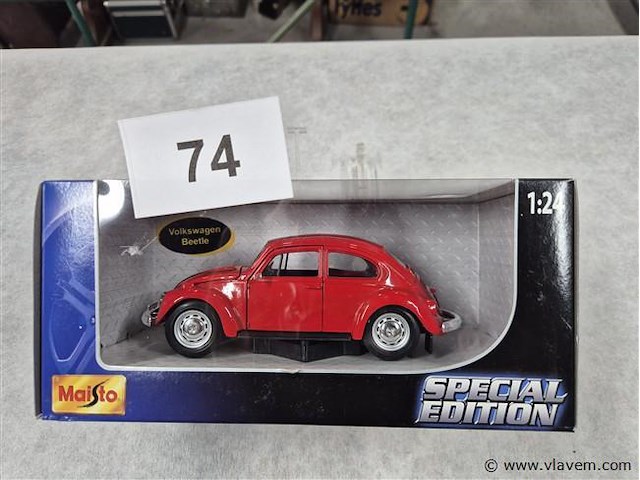 74
1:24
Volkswagen
Beetle
Maisto
SPECIAL
EDITION
© www.vlavem.com